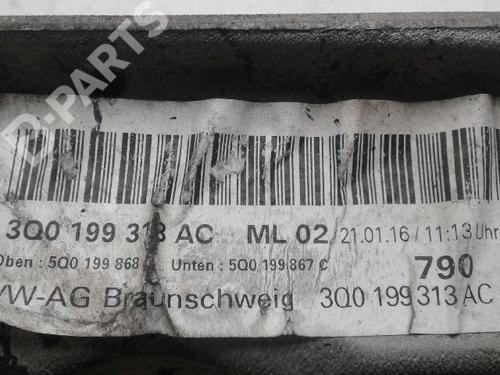 D-PARTS
3Q0 199 313 AC ML 02 21.01.16 / 11:13 Uhr
Oben : 5Q0 199 868 Unten : 5Q0 199 867 C 790
VW-AG Braunschweig 3Q0 199 313 AC